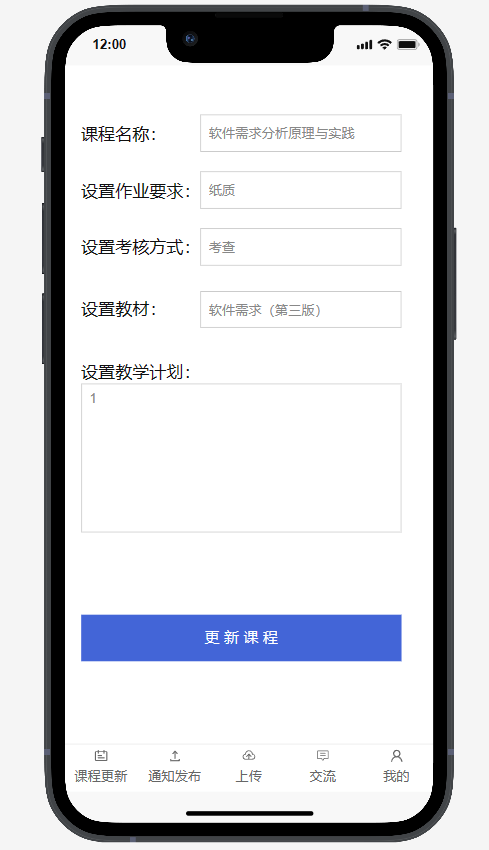 12:00
课程名称：
软件需求分析原理与实践
设置作业要求：
纸质
设置考核方式：
考查
设置教材：
软件需求（第三版）
设置教学计划：
1
更新课程
课程更新 通知发布 上传 交流 我的